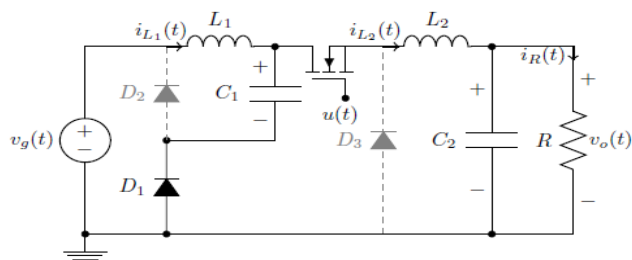 i_{L_1}(t) L_1 i_{L_2}(t) L_2
i_R(t)
+ + +
D_2 C_1
− u(t)
v_g(t) + − D_3 C_2 R v_o(t)
D_1
− −